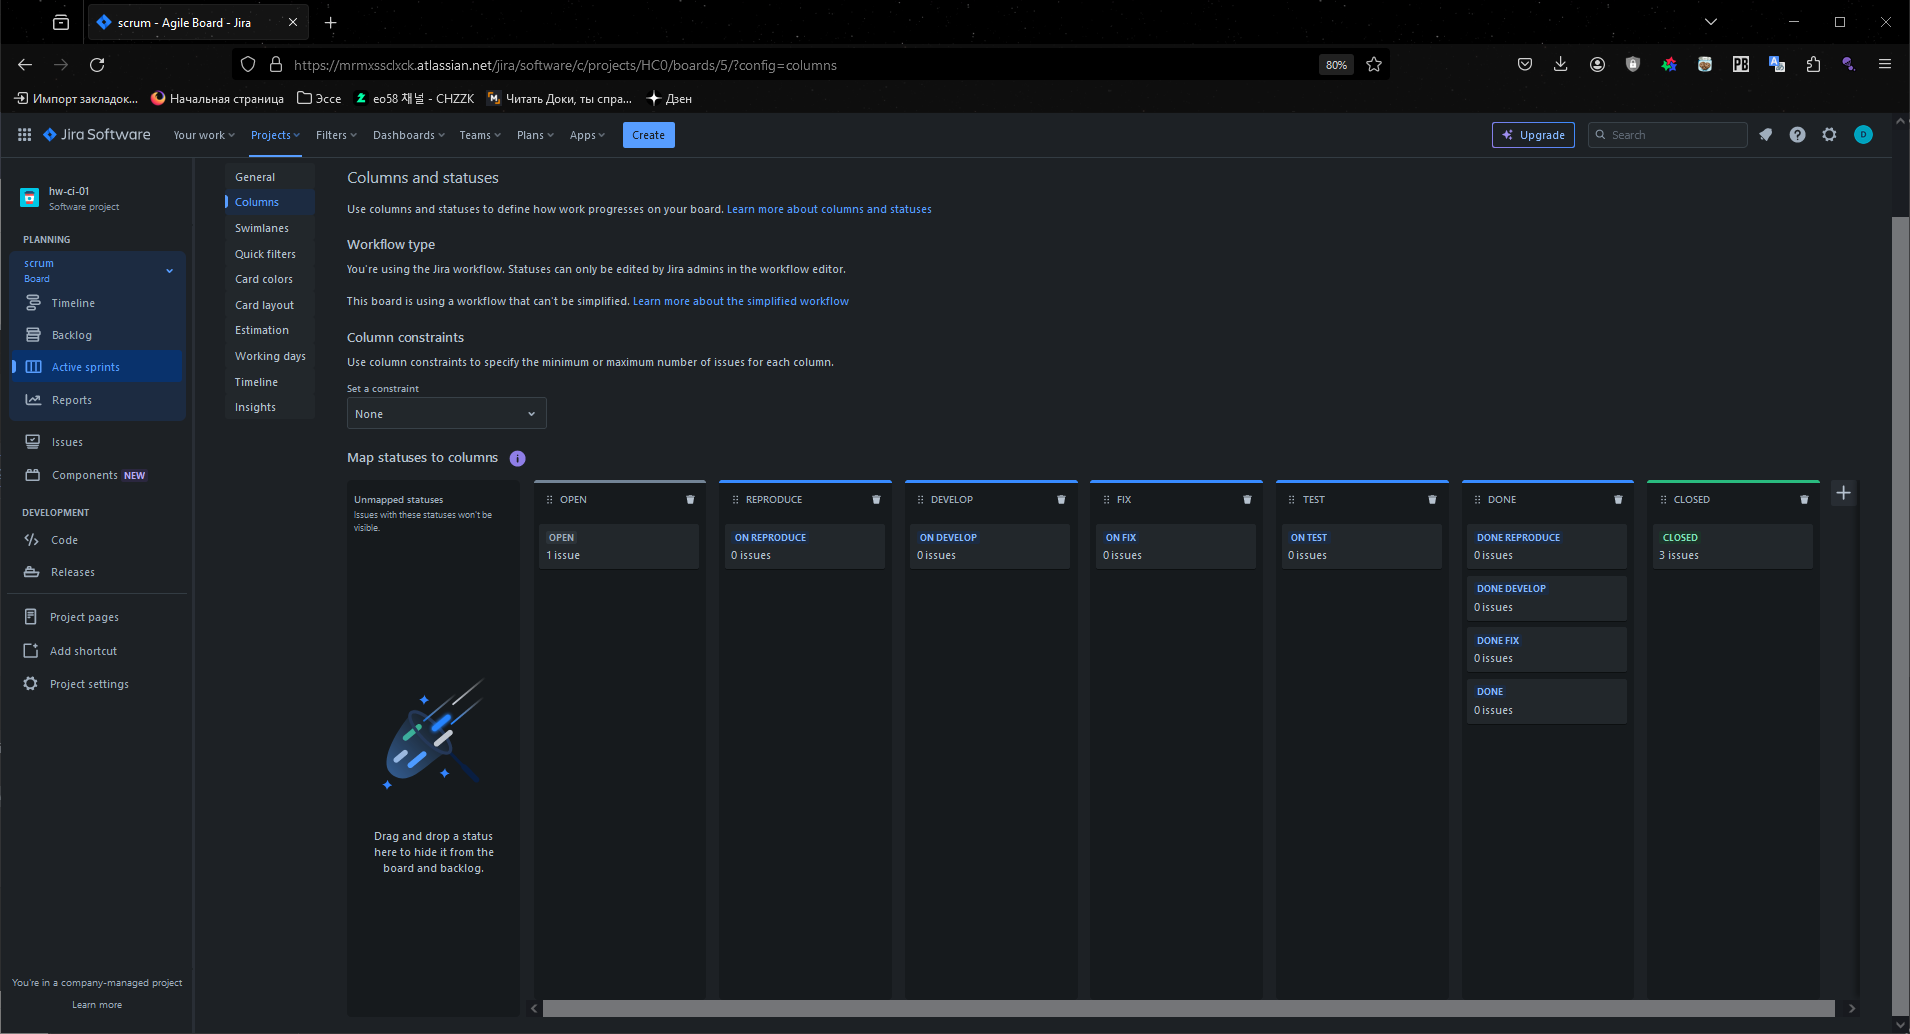 scrum - Agile Board - Jira
https://mrmxssclxck.atlassian.net/jira/software/c/projects/HC0/boards/5/?config=columns
80%
Импорт закладок...
Начальная страница
Эссе
eo58 채널 - CHZZK
Читать Доки, ты спра...
Дзен
Jira Software
Your work
Projects
Filters
Dashboards
Teams
Plans
Apps
Create
Upgrade
Search
D
hw-ci-01
Software project
PLANNING
scrum
Board
Timeline
Backlog
Active sprints
Reports
Issues
Components NEW
DEVELOPMENT
Code
Releases
Project pages
Add shortcut
Project settings
You're in a company-managed project
Learn more
General
Columns
Swimlanes
Quick filters
Card colors
Card layout
Estimation
Working days
Timeline
Insights
Columns and statuses
Use columns and statuses to define how work progresses on your board. Learn more about columns and statuses
Workflow type
You're using the Jira workflow. Statuses can only be edited by Jira admins in the workflow editor.
This board is using a workflow that can't be simplified. Learn more about the simplified workflow
Column constraints
Use column constraints to specify the minimum or maximum number of issues for each column.
Set a constraint
None
Map statuses to columns
Unmapped statuses
Issues with these statuses won't be
visible.
Drag and drop a status
here to hide it from the
board and backlog.
OPEN
OPEN
1 issue
REPRODUCE
ON REPRODUCE
0 issues
DEVELOP
ON DEVELOP
0 issues
FIX
ON FIX
0 issues
TEST
ON TEST
0 issues
DONE
DONE REPRODUCE
0 issues
DONE DEVELOP
0 issues
DONE FIX
0 issues
DONE
0 issues
CLOSED
CLOSED
3 issues